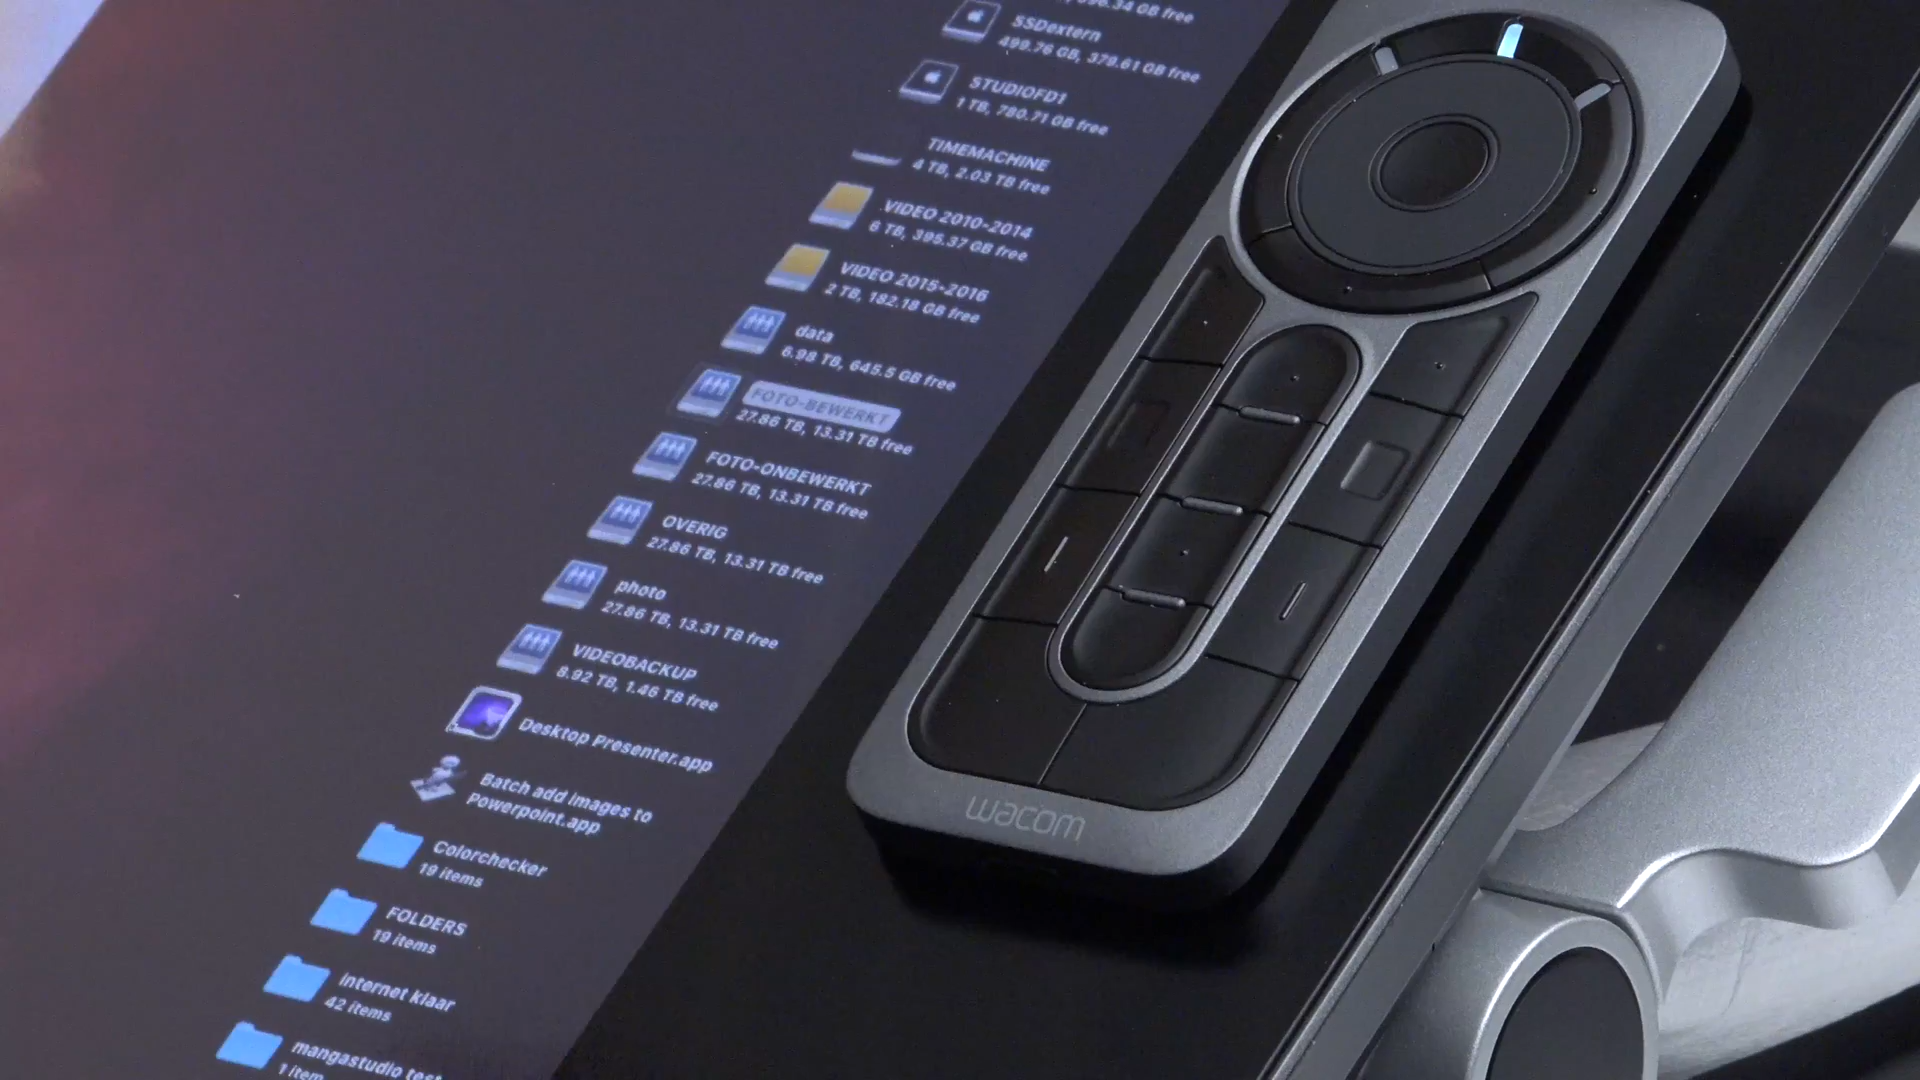 SSDextern
499.76 GB, 379.61 GB free
STUDIOFD1
1 TB, 780.71 GB free
TIMEMACHINE
4 TB, 2.03 TB free
VIDEO 2010-2014
6 TB, 395.37 GB free
VIDEO 2015-2016
2 TB, 182.18 GB free
data
6.98 TB, 645.5 GB free
FOTO-BEWERKT
27.86 TB, 13.31 TB free
FOTO-ONBEWERKT
27.86 TB, 13.31 TB free
OVERIG
27.86 TB, 13.31 TB free
photo
27.86 TB, 13.31 TB free
VIDEOBACKUP
8.92 TB, 1.46 TB free
Desktop Presenter.app
Batch add images to
Powerpoint.app
Colorchecker
19 items
FOLDERS
19 items
internet klaar
42 items
mangastudio test
1 item
wacom